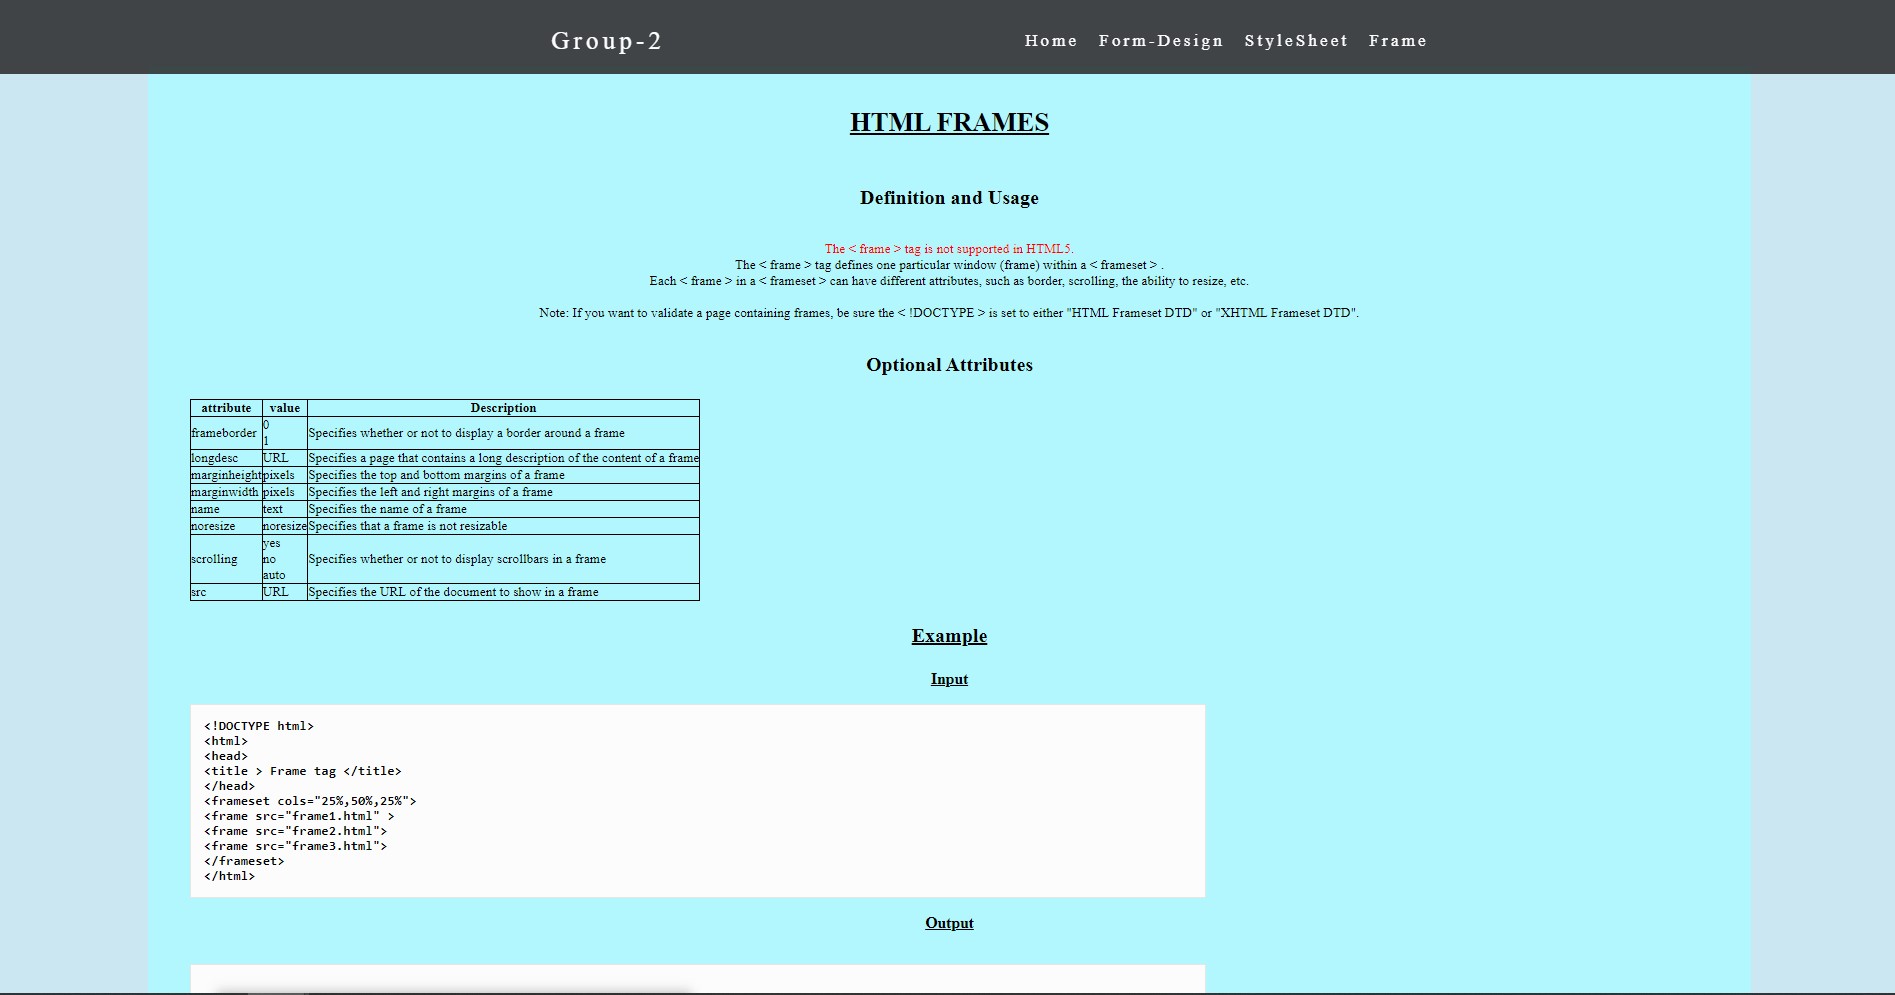 Group-2
Home Form-Design StyleSheet Frame
HTML FRAMES
Definition and Usage
The < frame > tag is not supported in HTML5.
The < frame > tag defines one particular window (frame) within a < frameset > .
Each < frame > in a < frameset > can have different attributes, such as border, scrolling, the ability to resize, etc.
Note: If you want to validate a page containing frames, be sure the < !DOCTYPE > is set to either "HTML Frameset DTD" or "XHTML Frameset DTD".
Optional Attributes
attribute value Description
frameborder 0 1 Specifies whether or not to display a border around a frame
longdesc URL Specifies a page that contains a long description of the content of a frame
marginheight pixels Specifies the top and bottom margins of a frame
marginwidth pixels Specifies the left and right margins of a frame
name text Specifies the name of a frame
noresize noresize Specifies that a frame is not resizable
scrolling yes no auto Specifies whether or not to display scrollbars in a frame
src URL Specifies the URL of the document to show in a frame
Example
Input
<!DOCTYPE html>
<html>
<head>
<title > Frame tag </title>
</head>
<frameset cols="25%,50%,25%">
<frame src="frame1.html" >
<frame src="frame2.html">
<frame src="frame3.html">
</frameset>
</html>
Output